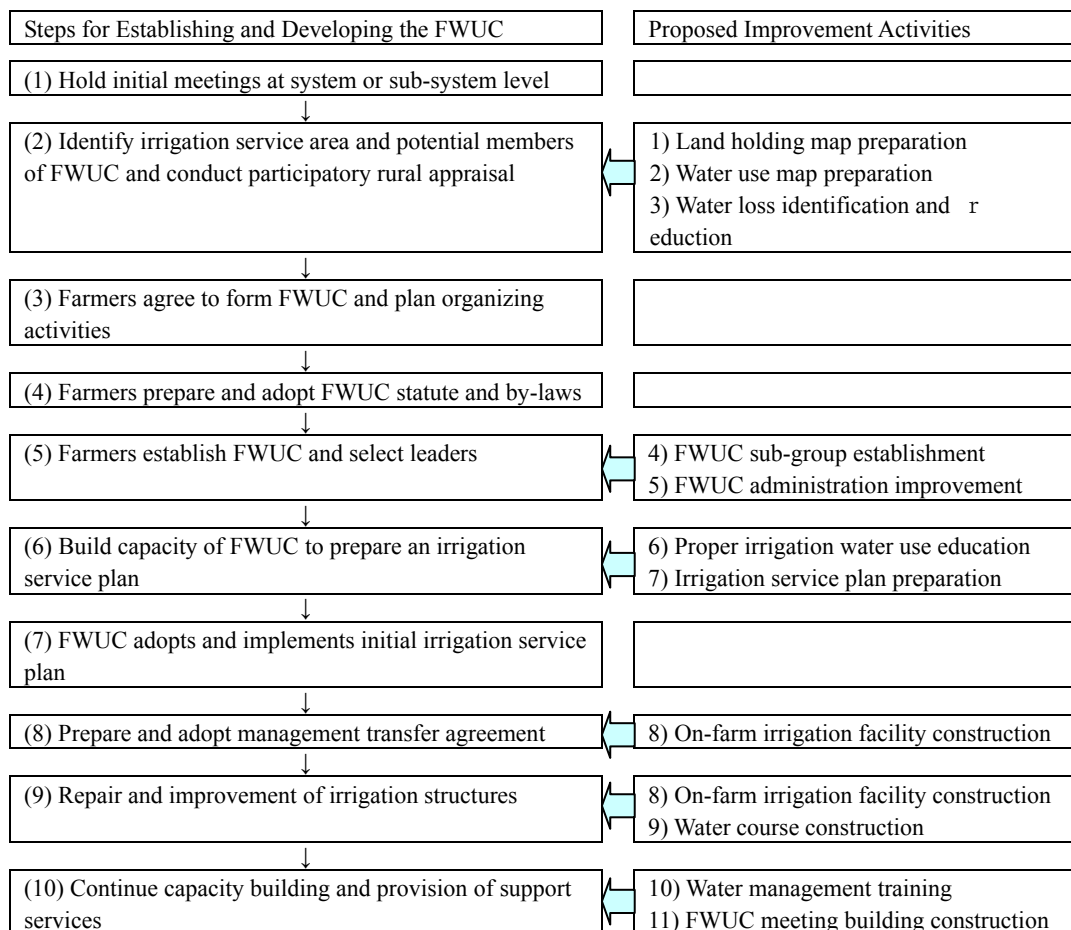 Steps for Establishing and Developing the FWUC
Proposed Improvement Activities
(1) Hold initial meetings at system or sub-system level
↓
(2) Identify irrigation service area and potential members
of FWUC and conduct participatory rural appraisal
1) Land holding map preparation
2) Water use map preparation
3) Water loss identification and r
eduction
↓
(3) Farmers agree to form FWUC and plan organizing
activities
↓
(4) Farmers prepare and adopt FWUC statute and by-laws
↓
(5) Farmers establish FWUC and select leaders
4) FWUC sub-group establishment
5) FWUC administration improvement
↓
(6) Build capacity of FWUC to prepare an irrigation
service plan
6) Proper irrigation water use education
7) Irrigation service plan preparation
↓
(7) FWUC adopts and implements initial irrigation service
plan
↓
(8) Prepare and adopt management transfer agreement
8) On-farm irrigation facility construction
↓
(9) Repair and improvement of irrigation structures
8) On-farm irrigation facility construction
9) Water course construction
↓
(10) Continue capacity building and provision of support
services
10) Water management training
11) FWUC meeting building construction